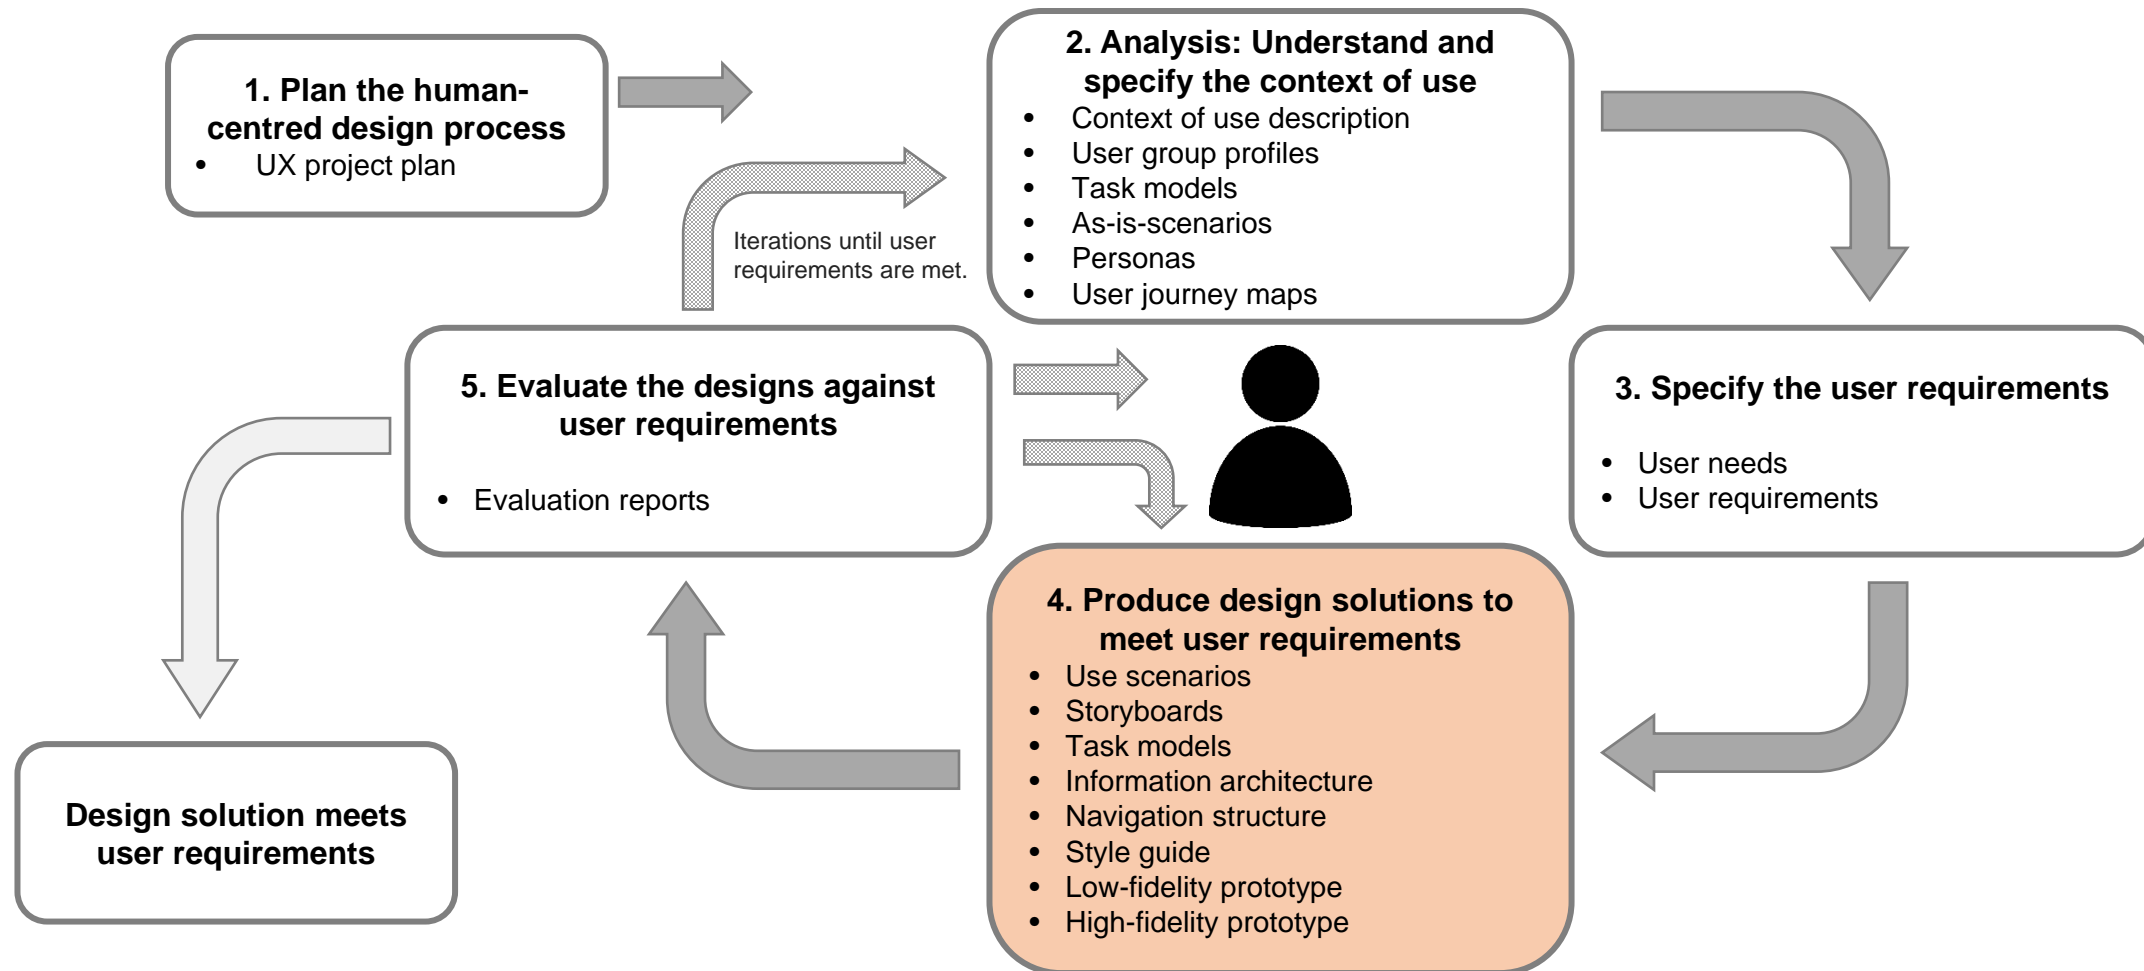 1. Plan the human-
centred design process
• UX project plan
2. Analysis: Understand and
specify the context of use
• Context of use description
• User group profiles
• Task models
• As-is-scenarios
• Personas
• User journey maps
Iterations until user
requirements are met.
3. Specify the user requirements
• User needs
• User requirements
5. Evaluate the designs against
user requirements
• Evaluation reports
4. Produce design solutions to
meet user requirements
• Use scenarios
• Storyboards
• Task models
• Information architecture
• Navigation structure
• Style guide
• Low-fidelity prototype
• High-fidelity prototype
Design solution meets
user requirements